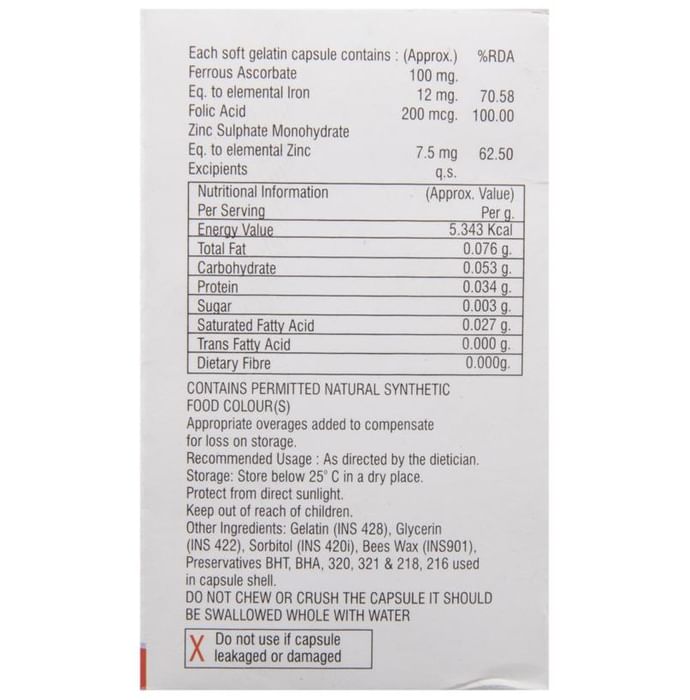 Each soft gelatin capsule contains : (Approx.) %RDA
Ferrous Ascorbate 100 mg.
Eq. to elemental Iron 12 mg. 70.58
Folic Acid 200 mcg. 100.00
Zinc Sulphate Monohydrate
Eq. to elemental Zinc 7.5 mg 62.50
Excipients q.s.
Nutritional Information (Approx. Value)
Per Serving Per g.
Energy Value 5.343 Kcal
Total Fat 0.076 g.
Carbohydrate 0.053 g.
Protein 0.034 g.
Sugar 0.003 g.
Saturated Fatty Acid 0.027 g.
Trans Fatty Acid 0.000 g.
Dietary Fibre 0.000g.
CONTAINS PERMITTED NATURAL SYNTHETIC
FOOD COLOUR(S)
Appropriate overages added to compensate
for loss on storage.
Recommended Usage : As directed by the dietician.
Storage: Store below 25° C in a dry place.
Protect from direct sunlight.
Keep out of reach of children.
Other Ingredients: Gelatin (INS 428), Glycerin
(INS 422), Sorbitol (INS 420i), Bees Wax (INS901),
Preservatives BHT, BHA, 320, 321 & 218, 216 used
in capsule shell.
DO NOT CHEW OR CRUSH THE CAPSULE IT SHOULD
BE SWALLOWED WHOLE WITH WATER
X Do not use if capsule
leakaged or damaged